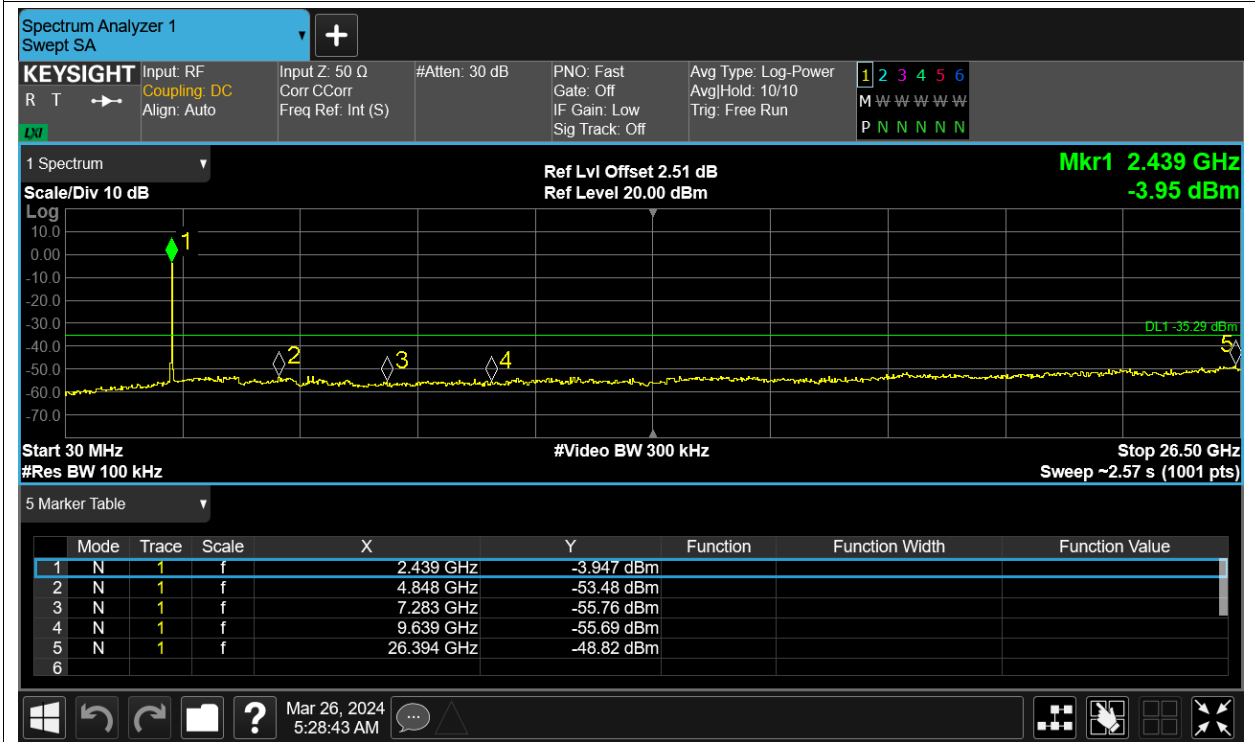 Spectrum Analyzer 1
Swept SA
+
KEYSIGHT
R T
LXI
Input: RF
Coupling: DC
Align: Auto
Input Z: 50 Ω
Corr CCorr
Freq Ref: Int (S)
#Atten: 30 dB
PNO: Fast
Gate: Off
IF Gain: Low
Sig Track: Off
Avg Type: Log-Power
Avg|Hold: 10/10
Trig: Free Run
1 2 3 4 5 6
M W W W W W
P N N N N N
1 Spectrum
Scale/Div 10 dB
Ref Lvl Offset 2.51 dB
Ref Level 20.00 dBm
Mkr1 2.439 GHz
-3.95 dBm
Log
10.0
0.00
-10.0
-20.0
-30.0
-40.0
-50.0
-60.0
-70.0
1
2
3
4
5
DL1 -35.29 dBm
Start 30 MHz
#Video BW 300 kHz
Stop 26.50 GHz
#Res BW 100 kHz
Sweep ~2.57 s (1001 pts)
5 Marker Table
Mode Trace Scale X Y Function Function Width Function Value
1 N 1 f 2.439 GHz -3.947 dBm
2 N 1 f 4.848 GHz -53.48 dBm
3 N 1 f 7.283 GHz -55.76 dBm
4 N 1 f 9.639 GHz -55.69 dBm
5 N 1 f 26.394 GHz -48.82 dBm
6
?
Mar 26, 2024
5:28:43 AM